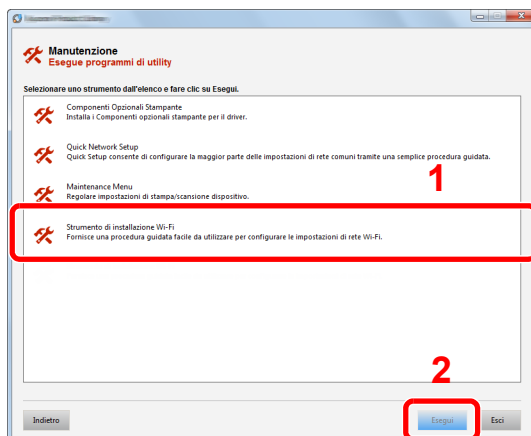 Manutenzione
Esegue programmi di utility
Selezionare uno strumento dall'elenco e fare clic su Esegui.
Componenti Opzionali Stampante
Installa i Componenti opzionali stampante per il driver.
Quick Network Setup
Quick Setup consente di configurare la maggior parte delle impostazioni di rete comuni tramite una semplice procedura guidata.
1
Maintenance Menu
Regolare impostazioni di stampa/scansione dispositivo.
Strumento di installazione Wi-Fi
Fornisce una procedura guidata facile da utilizzare per configurare le impostazioni di rete Wi-Fi.
2
Indietro Esegui Esci